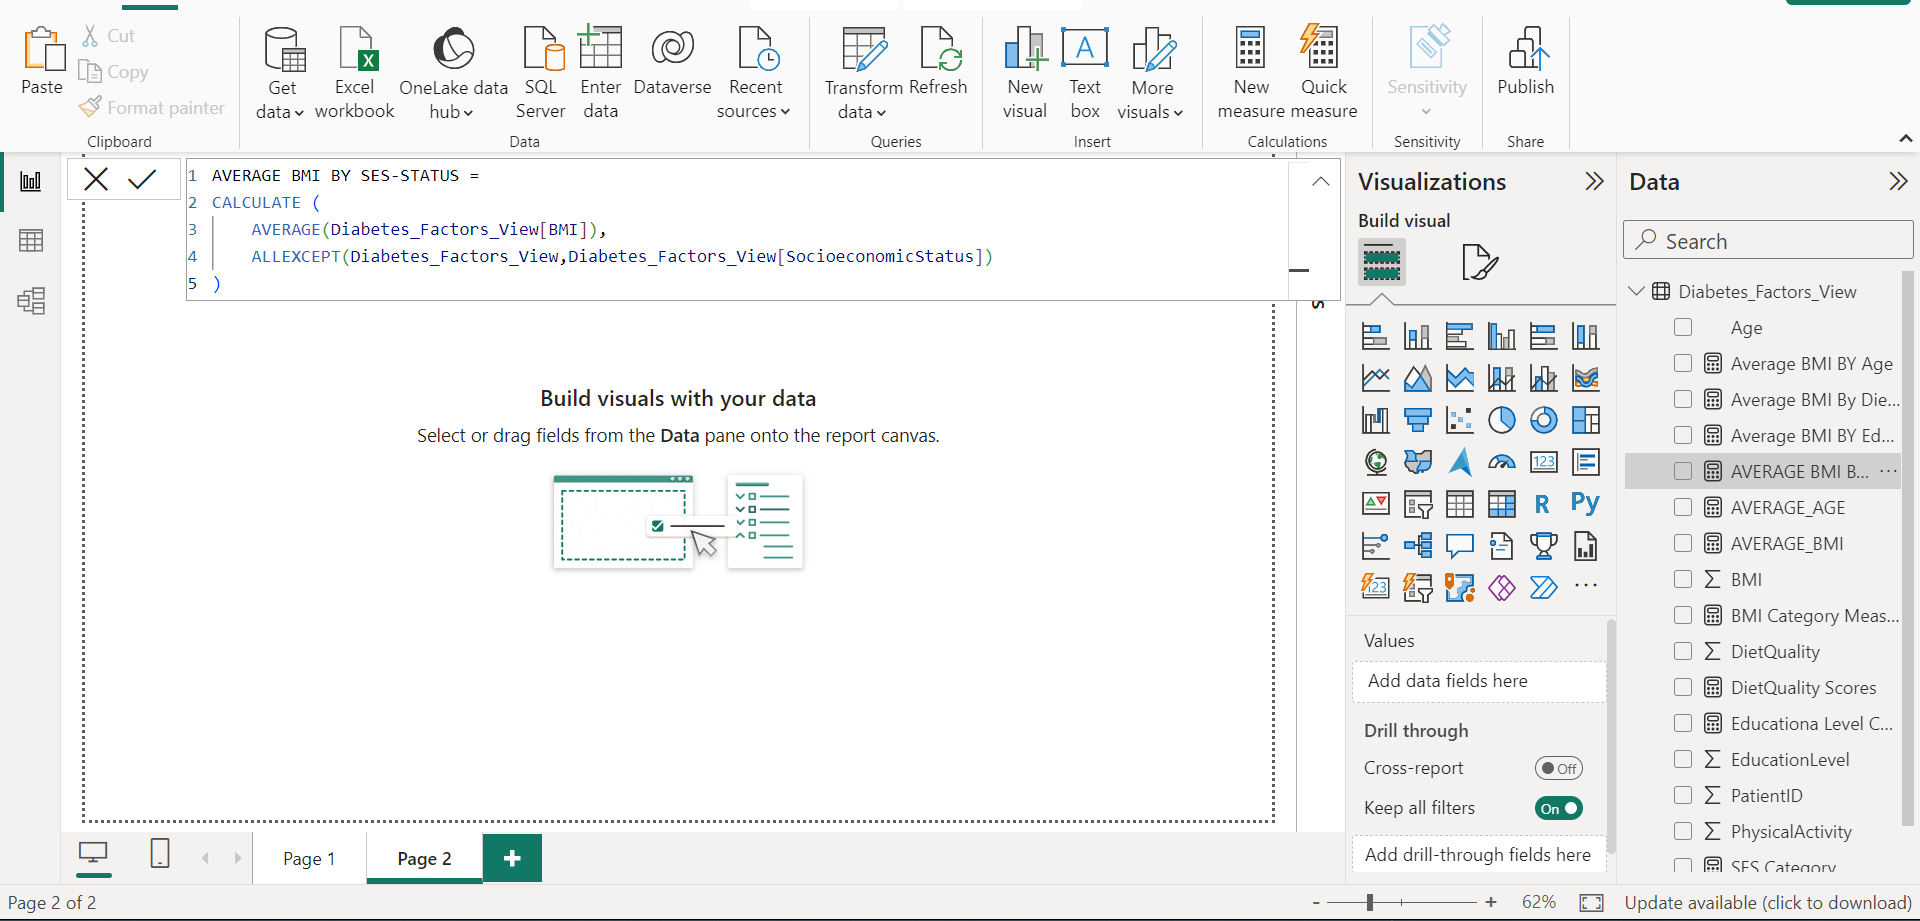 Paste
Cut
Copy
Format painter
Clipboard
Get data
Excel workbook
OneLake data hub
SQL Server
Enter data
Dataverse
Recent sources
Data
Transform data
Refresh
Queries
New visual
Text box
More visuals
Insert
New measure
Quick measure
Calculations
Sensitivity
Sensitivity
Publish
Share
1 AVERAGE BMI BY SES-STATUS =
2 CALCULATE (
3 AVERAGE(Diabetes_Factors_View[BMI]),
4 ALLEXCEPT(Diabetes_Factors_View,Diabetes_Factors_View[SocioeconomicStatus])
5 )
Build visuals with your data
Select or drag fields from the Data pane onto the report canvas.
Visualizations
Build visual
123
R
Py
123
Values
Add data fields here
Drill through
Cross-report
Off
Keep all filters
On
Add drill-through fields here
Data
Search
Diabetes_Factors_View
Age
Average BMI BY Age
Average BMI By Die...
Average BMI BY Ed...
AVERAGE BMI B...
AVERAGE_AGE
AVERAGE_BMI
BMI
BMI Category Meas...
DietQuality
DietQuality Scores
Educationa Level C...
EducationLevel
PatientID
PhysicalActivity
SES Category
Page 1
Page 2
Page 2 of 2
62%
Update available (click to download)